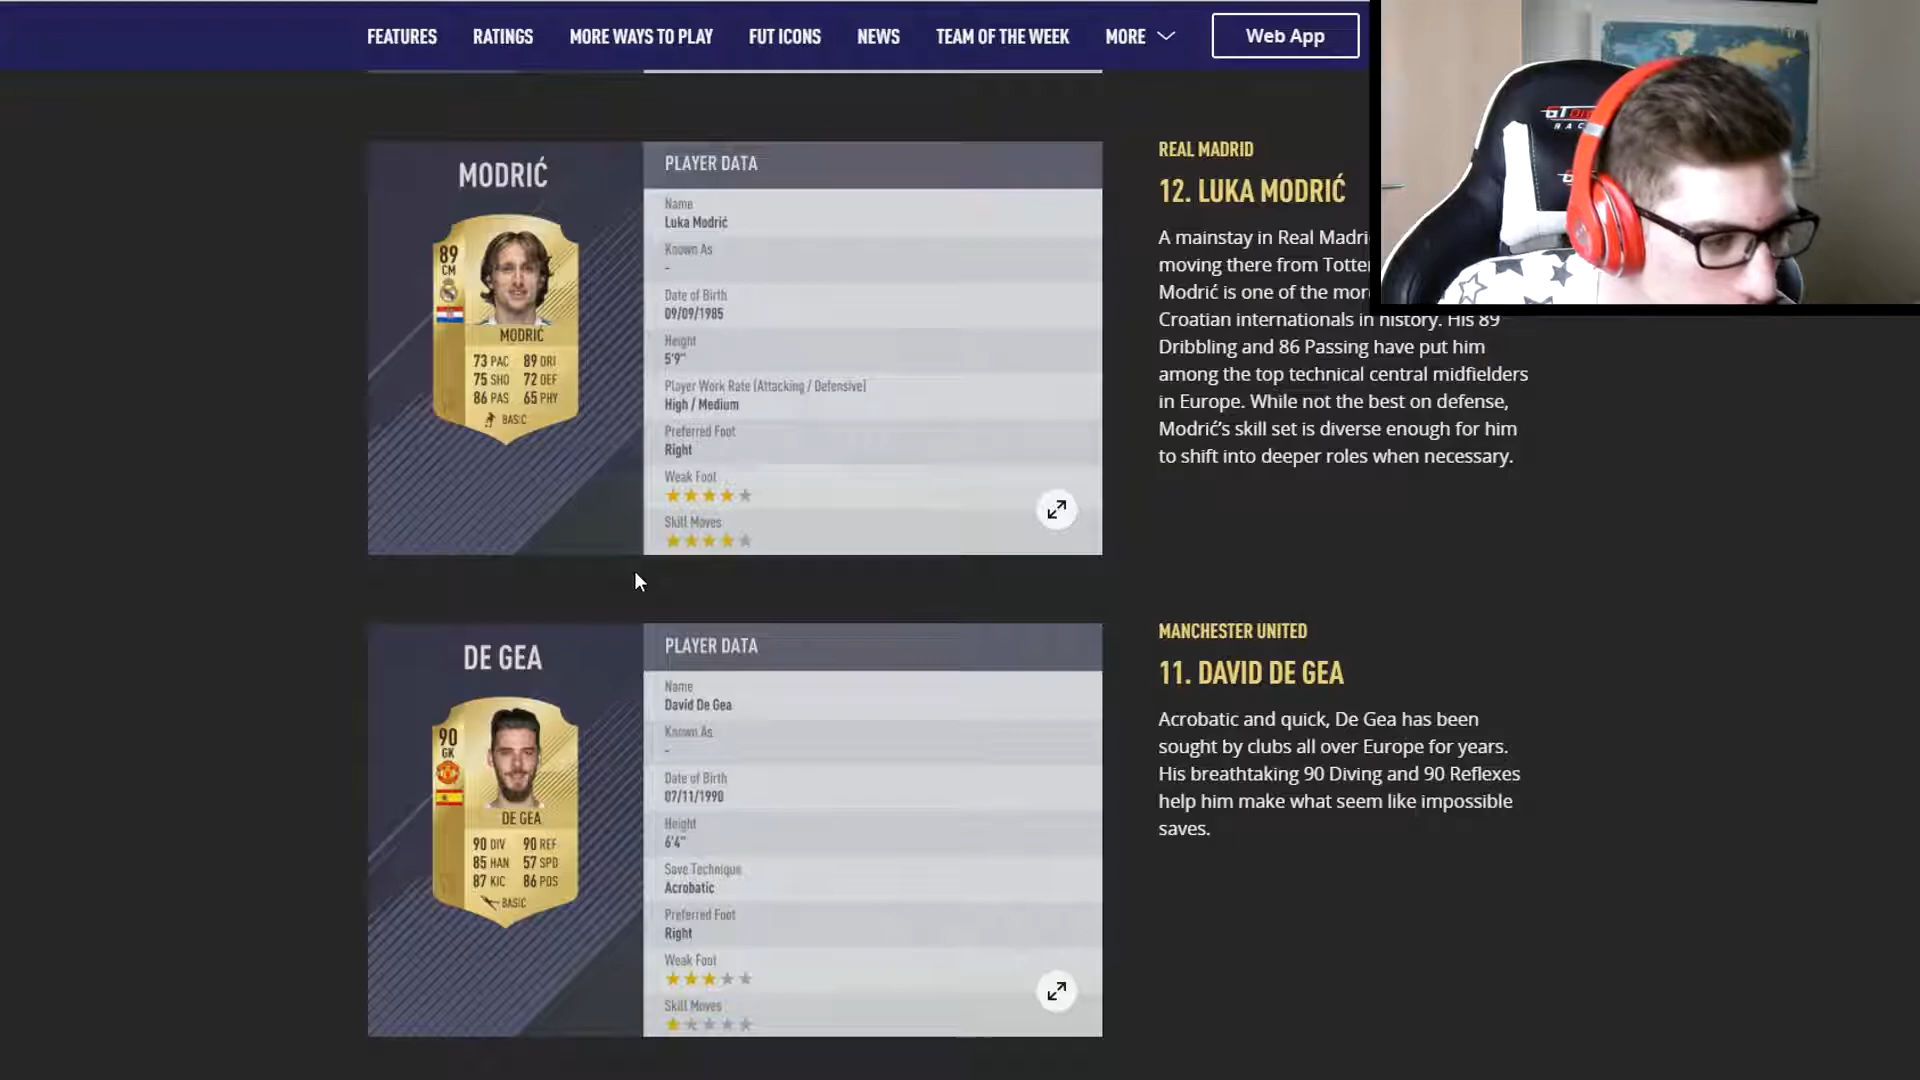 FEATURES RATINGS MORE WAYS TO PLAY FUT ICONS NEWS TEAM OF THE WEEK MORE Web App
MODRIĆ
89
CM
MODRIĆ
73 PAC 89 DRI
75 SHO 72 DEF
86 PAS 65 PHY
BASIC
PLAYER DATA
Name
Luka Modrić
Known As
-
Date of Birth
09/09/1985
Height
5'9"
Player Work Rate (Attacking / Defensive)
High / Medium
Preferred Foot
Right
Weak Foot
Skill Moves
REAL MADRID
12. LUKA MODRIĆ
A mainstay in Real
moving there from
Modrić is one of the
Croatian internationals in history. His 89
Dribbling and 86 Passing have put him
among the top technical central midfielders
in Europe. While not the best on defense,
Modrić's skill set is diverse enough for him
to shift into deeper roles when necessary.
DE GEA
90
GK
DE GEA
90 DIV 90 REF
85 HAN 57 SPD
87 KIC 86 POS
BASIC
PLAYER DATA
Name
David De Gea
Known As
-
Date of Birth
07/11/1990
Height
6'4"
Save Technique
Acrobatic
Preferred Foot
Right
Weak Foot
Skill Moves
MANCHESTER UNITED
11. DAVID DE GEA
Acrobatic and quick, De Gea has been
sought by clubs all over Europe for years.
His breathtaking 90 Diving and 90 Reflexes
help him make what seem like impossible
saves.